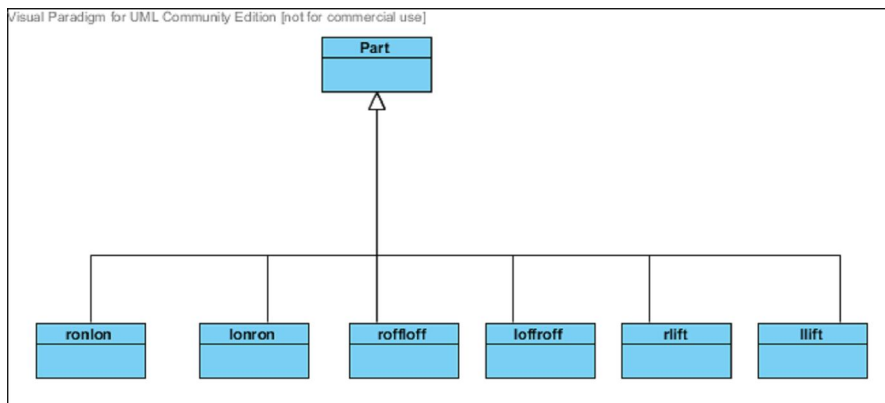 Visual Paradigm for UML Community Edition [not for commercial use]
Part
ronlon
lonron
roffloff
loffroff
rlift
llift